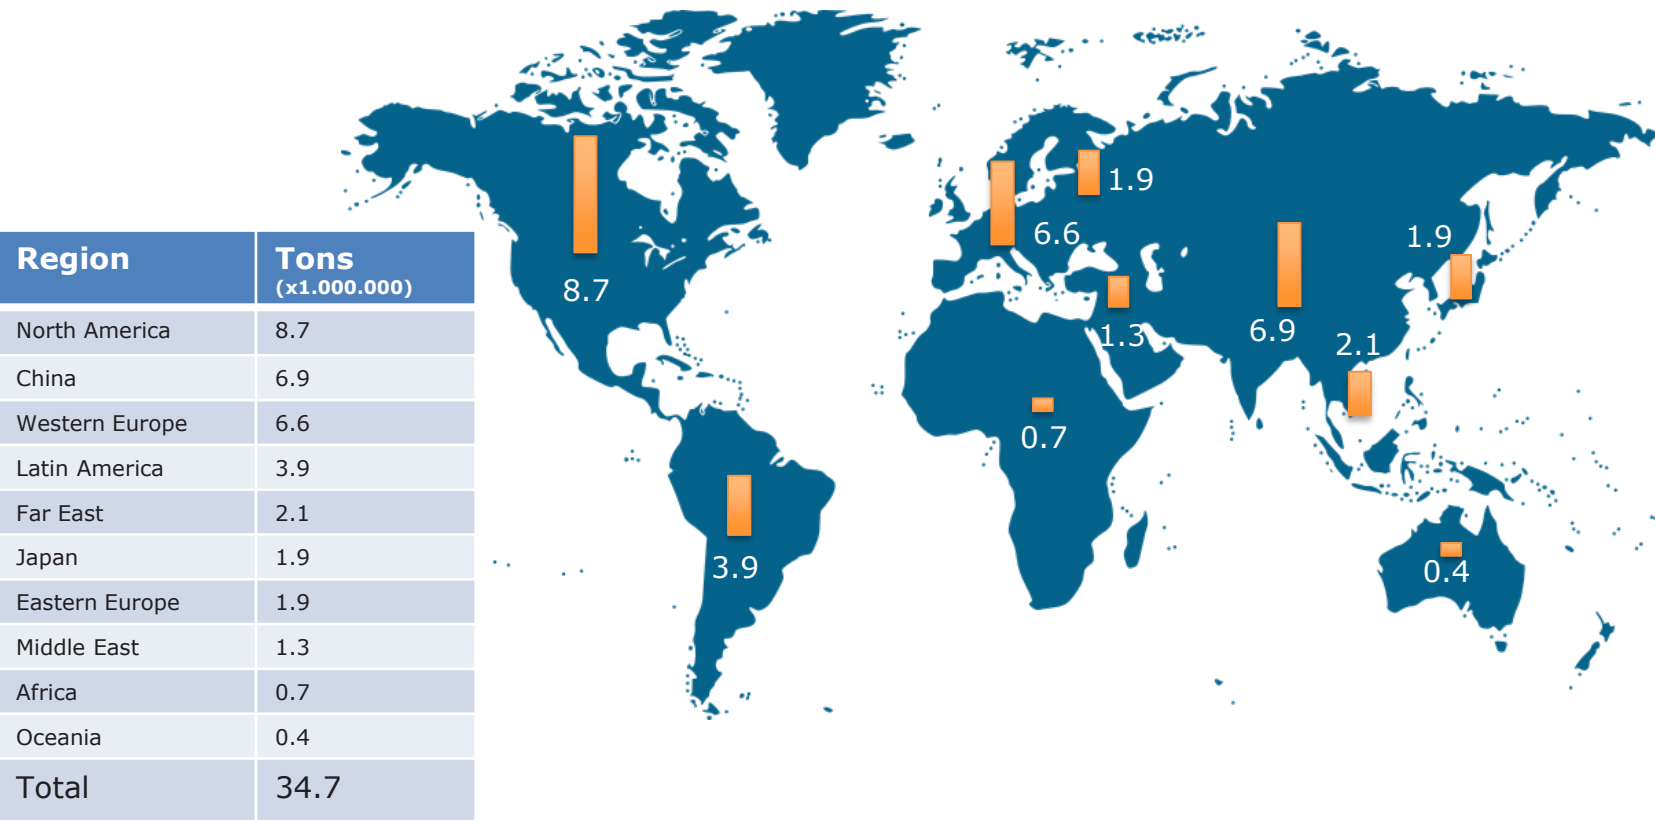 Region Tons
(x1.000.000)
North America 8.7
China 6.9
Western Europe 6.6
Latin America 3.9
Far East 2.1
Japan 1.9
Eastern Europe 1.9
Middle East 1.3
Africa 0.7
Oceania 0.4
Total 34.7
1.9
6.6
1.9
8.7
1.3
6.9
2.1
0.7
3.9
0.4